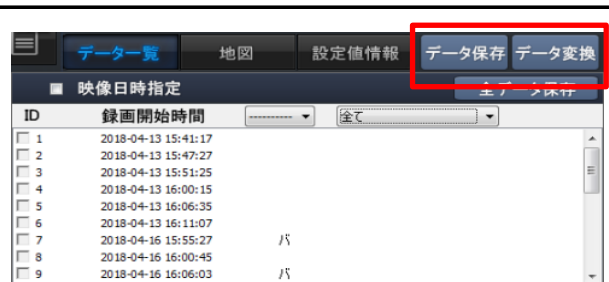 データ一覧 地図 設定値情報 データ保存 データ変換
映像日時指定 全データ保存
ID 録画開始時間 ---------- 全て
1 2018-04-13 15:41:17
2 2018-04-13 15:47:27
3 2018-04-13 15:51:25
4 2018-04-13 16:00:15
5 2018-04-13 16:06:35
6 2018-04-13 16:11:07
7 2018-04-16 15:55:27 バ
8 2018-04-16 16:00:45
9 2018-04-16 16:06:03 バ